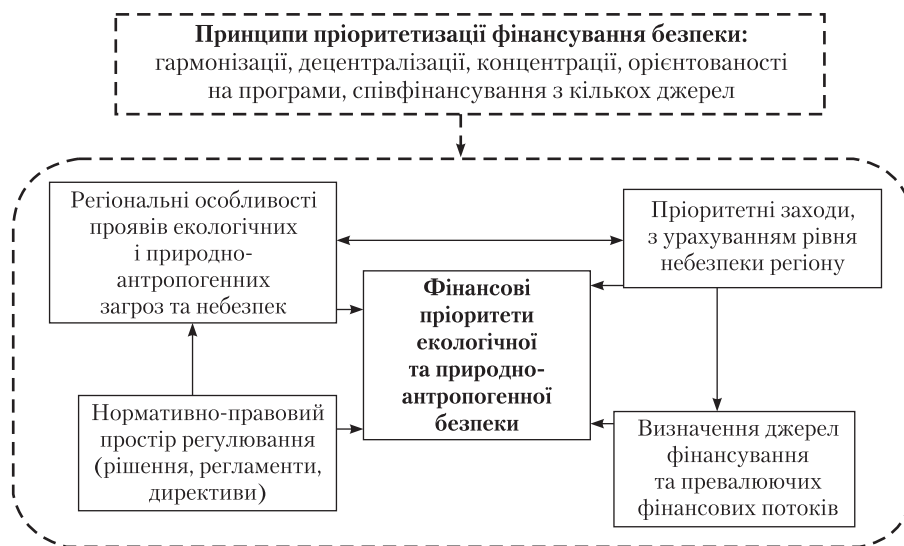 Принципи пріоритетизації фінансування безпеки:
гармонізації, децентралізації, концентрації, орієнтованості
на програми, співфінансування з кількох джерел
Регіональні особливості
проявів екологічних
і природно-
антропогенних
загроз та небезпек
Пріоритетні заходи,
з урахуванням рівня
небезпеки регіону
Фінансові
пріоритети
екологічної
та природно-
антропогенної
безпеки
Нормативно-правовий
простір регулювання
(рішення, регламенти,
директиви)
Визначення джерел
фінансування
та превалюючих
фінансових потоків